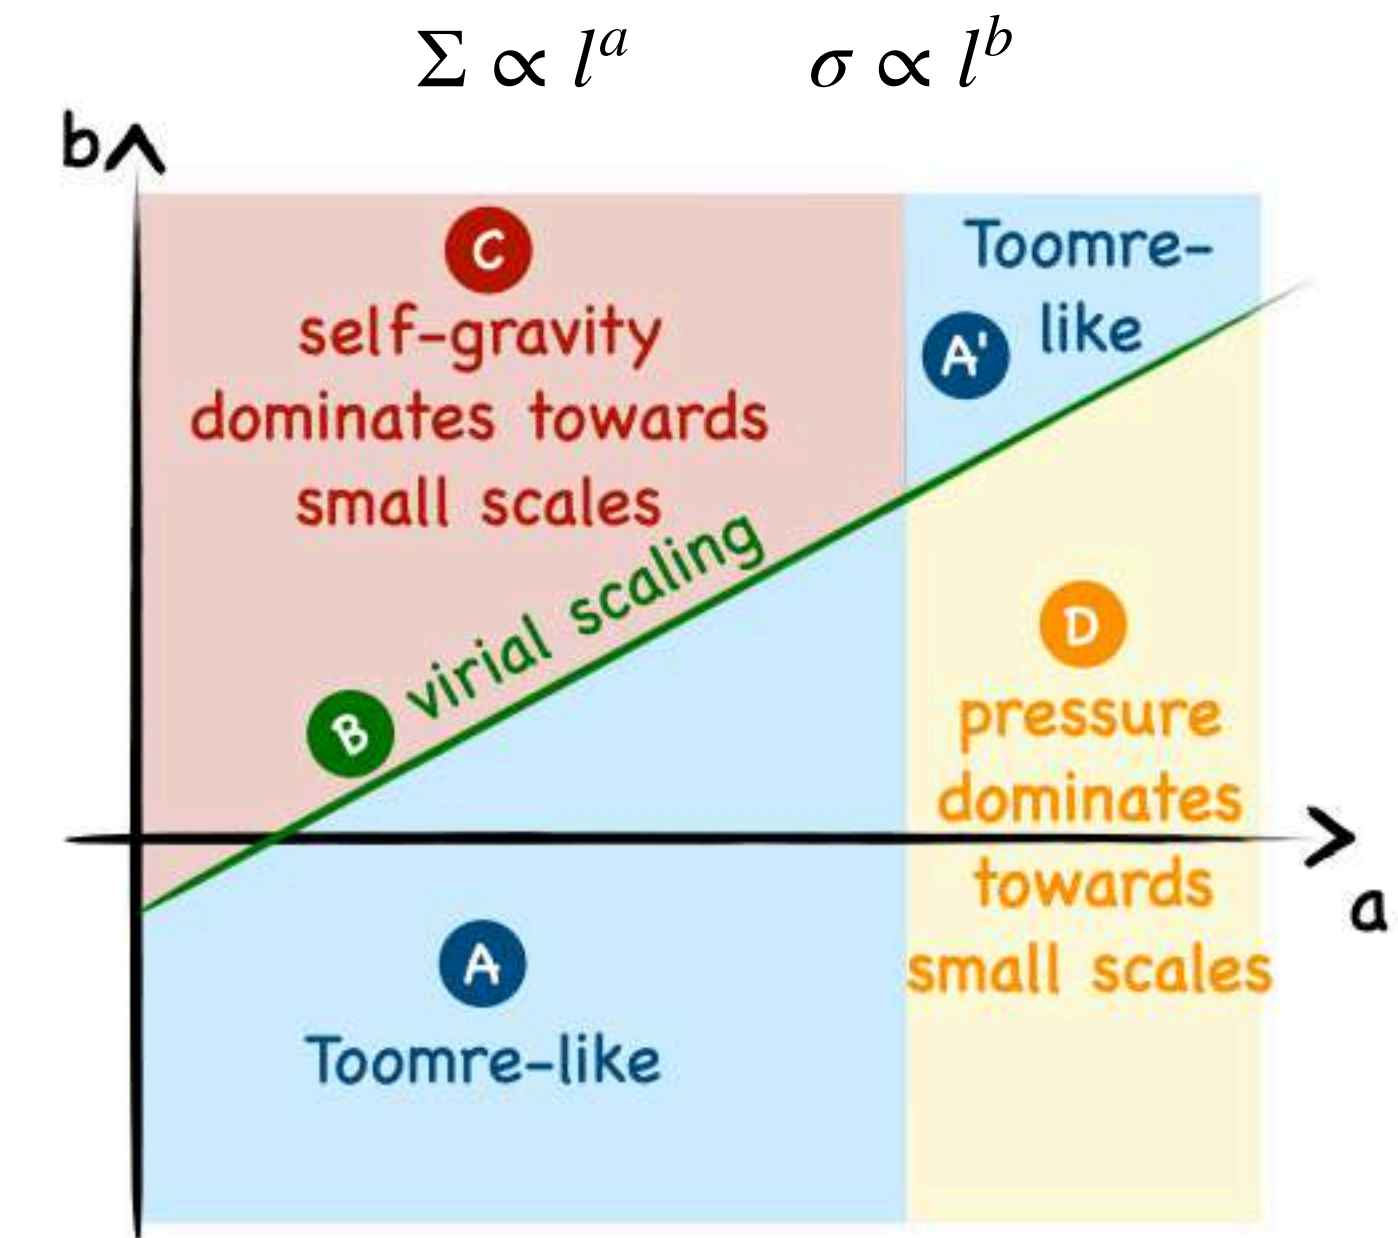 Σ ∝ l^a σ ∝ l^b
b
C
self-gravity
dominates towards
small scales
Toomre-
like
A'
B virial scaling
D
pressure
dominates
towards
small scales
a
A
Toomre-like